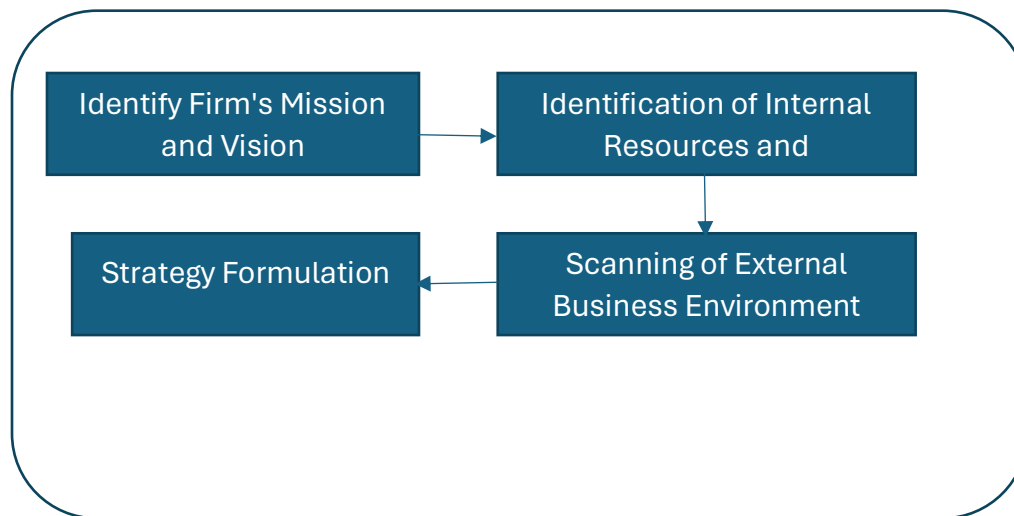 Identify Firm's Mission
and Vision
Identification of Internal
Resources and
Scanning of External
Business Environment
Strategy Formulation